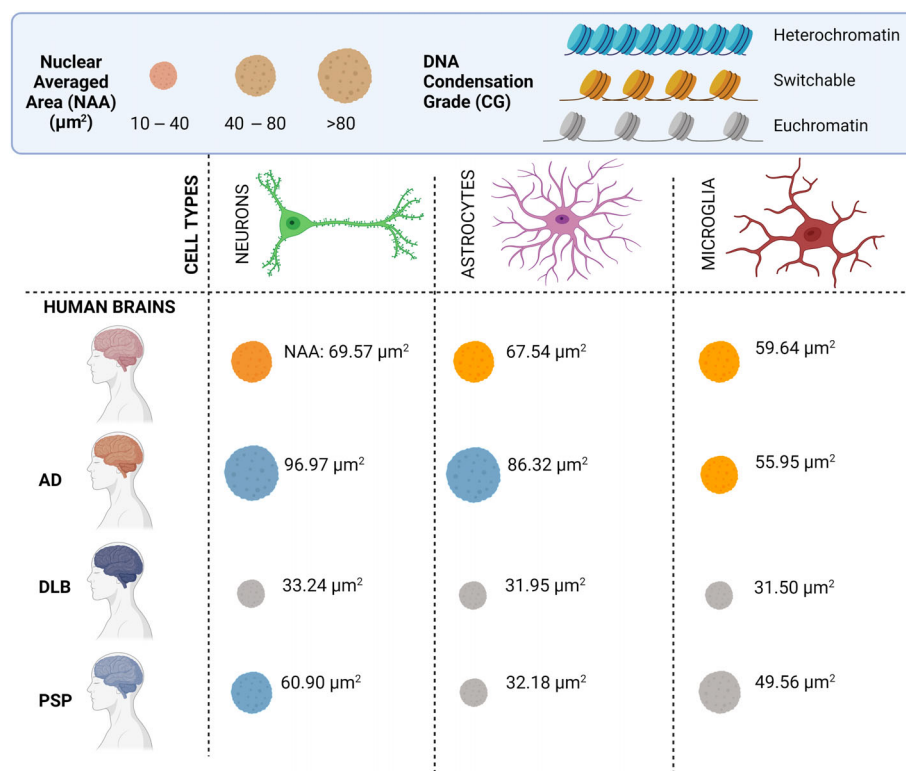 Nuclear
Averaged
Area (NAA)
(µm²)
10 – 40
40 – 80
>80
DNA
Condensation
Grade (CG)
Heterochromatin
Switchable
Euchromatin
CELL TYPES
NEURONS
ASTROCYTES
MICROGLIA
HUMAN BRAINS
NAA: 69.57 µm²
67.54 µm²
59.64 µm²
AD
96.97 µm²
86.32 µm²
55.95 µm²
DLB
33.24 µm²
31.95 µm²
31.50 µm²
PSP
60.90 µm²
32.18 µm²
49.56 µm²